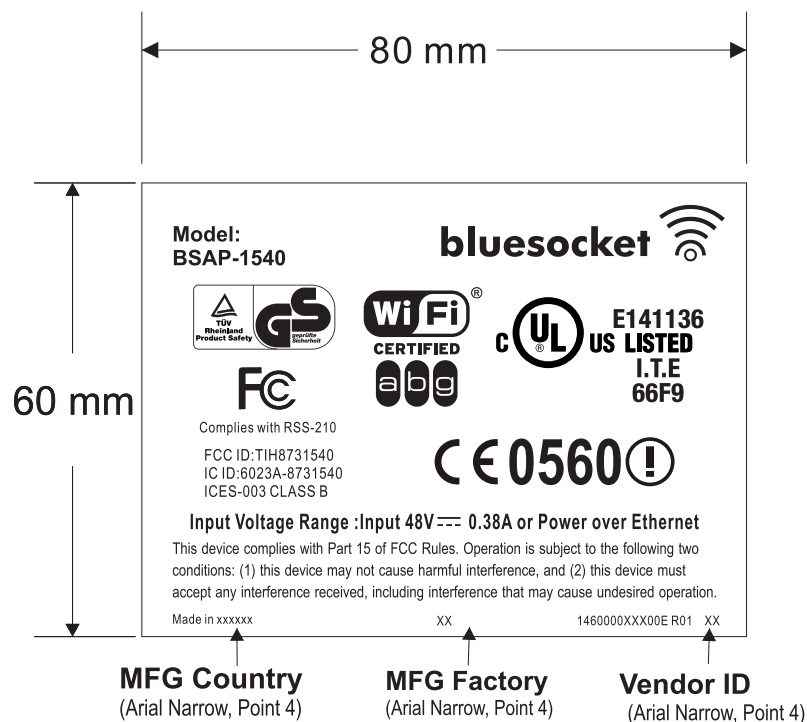 80 mm
60 mm
Model:
BSAP-1540
bluesocket
TÜV
Rheinland
Product Safety
GS
geprüfte
Sicherheit
Wi Fi ®
CERTIFIED
a b g
C UL ® US LISTED
E141136
I.T.E
66F9
FC
Complies with RSS-210
FCC ID:TIH8731540
IC ID:6023A-8731540
ICES-003 CLASS B
CE0560!
Input Voltage Range :Input 48V⎓ 0.38A or Power over Ethernet
This device complies with Part 15 of FCC Rules. Operation is subject to the following two
conditions: (1) this device may not cause harmful interference, and (2) this device must
accept any interference received, including interference that may cause undesired operation.
Made in xxxxxx XX 1460000XXX00E R01 XX
MFG Country
(Arial Narrow, Point 4)
MFG Factory
(Arial Narrow, Point 4)
Vendor ID
(Arial Narrow, Point 4)